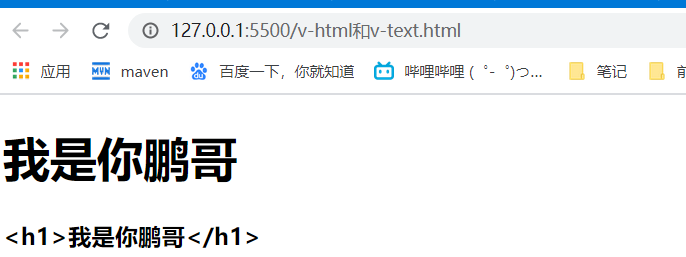 127.0.0.1:5500/v-html和v-text.html
应用 MVN maven du 百度一下，你就知道 哔哩哔哩 ( ゜- ゜)つ... 笔记
我是你鹏哥
<h1>我是你鹏哥</h1>